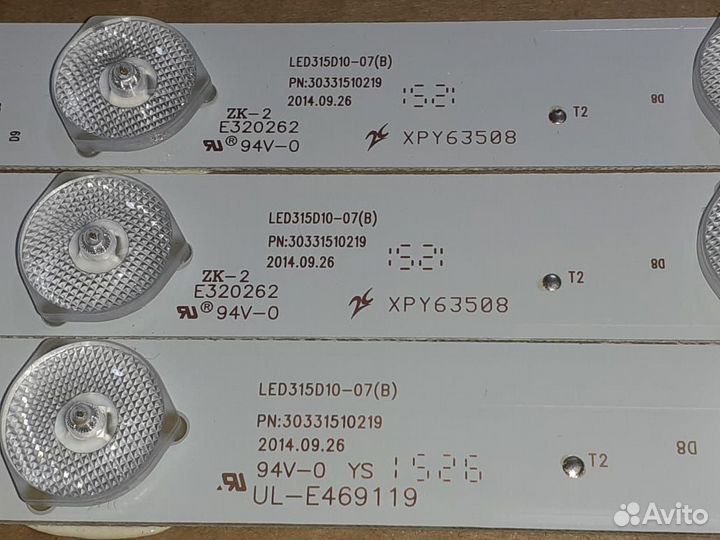 LED315D10-07(B)
PN:30331510219
2014.09.26 1521
ZK-2
E320262
94V-0
XPY63508
T2
D8
D9
LED315D10-07(B)
PN:30331510219
2014.09.26 1521
ZK-2
E320262
94V-0
XPY63508
T2
D8
LED315D10-07(B)
PN:30331510219
2014.09.26
94V-0 YS 1526
UL-E469119
T2
D8
Avito